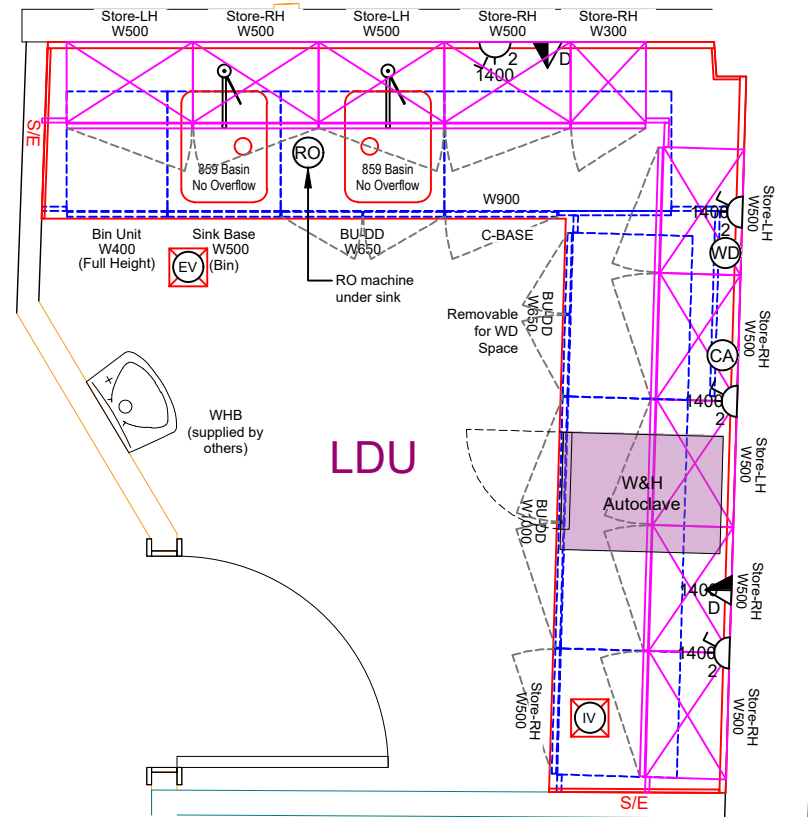 Store-LH
W500
Store-RH
W500
Store-LH
W500
Store-RH
W500
Store-RH
W300
2
1400
D
S/E
RO
859 Basin
No Overflow
859 Basin
No Overflow
W900
C-BASE
Bin Unit
W400
(Full Height)
Sink Base
W500
(Bin)
BU-DD
W650
EV
RO machine
under sink
Removable
for WD
Space
BU-DD
W650
1400
2
Store-LH
W500
WD
Store-RH
W500
CA
1400
2
WHB
(supplied by
others)
LDU
Store-LH
W500
W&H
Autoclave
BU-DD
W1000
1400
D
Store-RH
W500
1400
2
Store-RH
W500
IV
Store-RH
W500
S/E